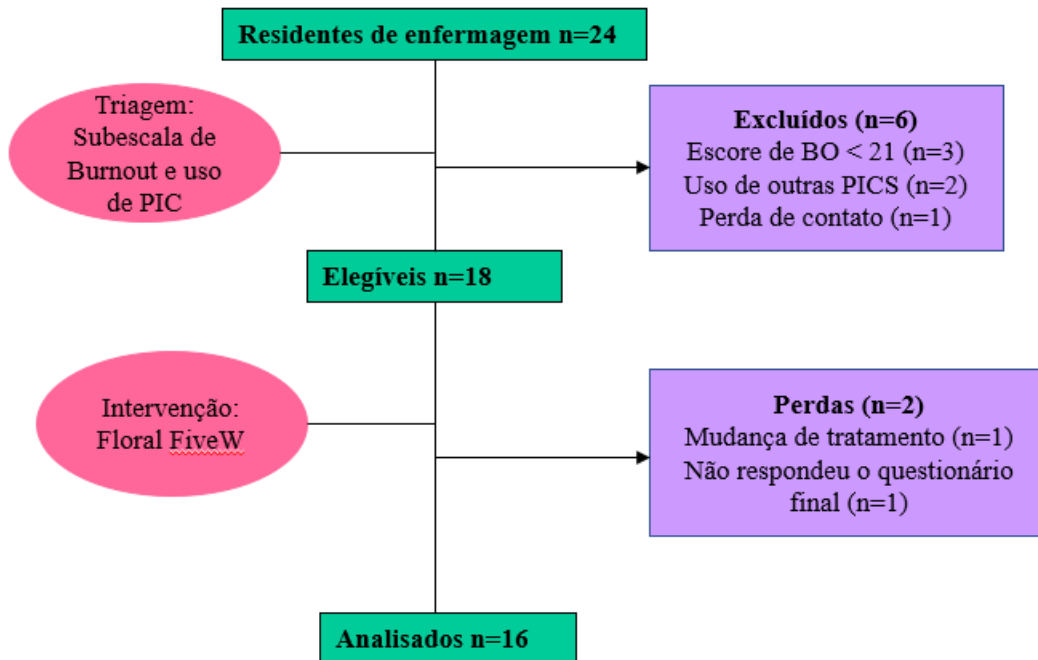 Residentes de enfermagem n=24
Triagem:
Subescala de
Burnout e uso
de PIC
Excluídos (n=6)
Escore de BO < 21 (n=3)
Uso de outras PICS (n=2)
Perda de contato (n=1)
Elegíveis n=18
Intervenção:
Floral FiveW
Perdas (n=2)
Mudança de tratamento (n=1)
Não respondeu o questionário
final (n=1)
Analisados n=16